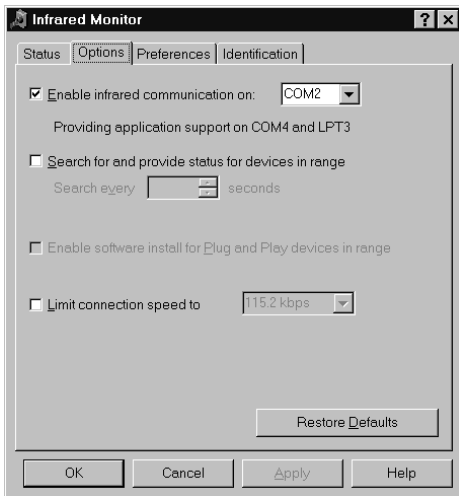 Infrared Monitor
Status Options Preferences Identification
Enable infrared communication on: COM2
Providing application support on COM4 and LPT3
Search for and provide status for devices in range
Search every seconds
Enable software install for Plug and Play devices in range
Limit connection speed to 115.2 kbps
Restore Defaults
OK Cancel Apply Help